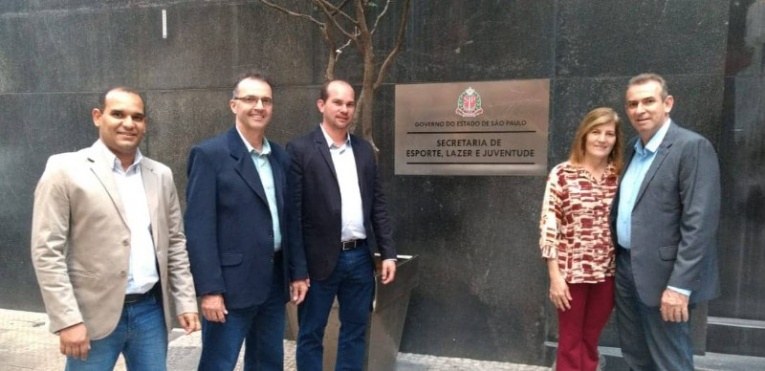 GOVERNO DO ESTADO DE SÃO PAULO
SECRETARIA DE
ESPORTE, LAZER E JUVENTUDE